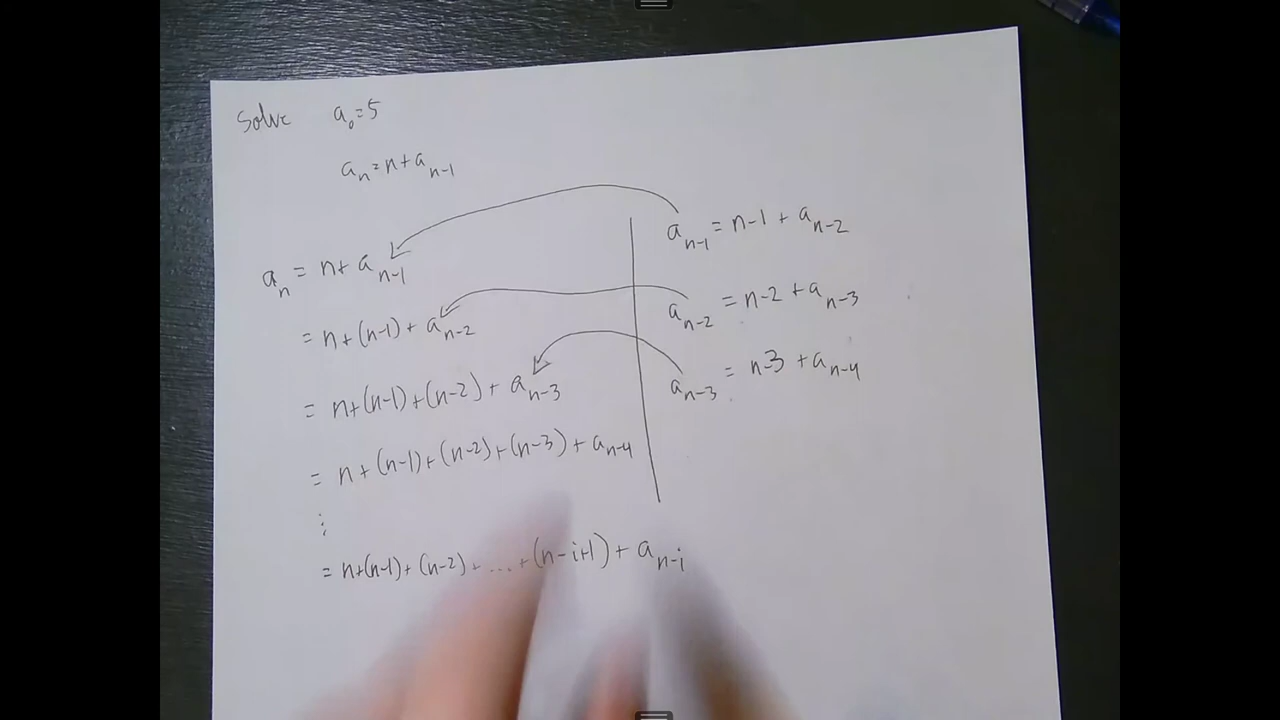 Solve a₀=5
aₙ=n+aₙ₋₁
aₙ = n+ aₙ₋₁
= n+(n-1)+ aₙ₋₂
= n+(n-1)+(n-2)+ aₙ₋₃
= n+(n-1)+(n-2)+(n-3)+aₙ₋₄
⋮
= n+(n-1)+(n-2)+...+(n-i+1)+ aₙ₋ᵢ
aₙ₋₁ = n-1 + aₙ₋₂
aₙ₋₂ = n-2 + aₙ₋₃
aₙ₋₃ = n-3 + aₙ₋₄